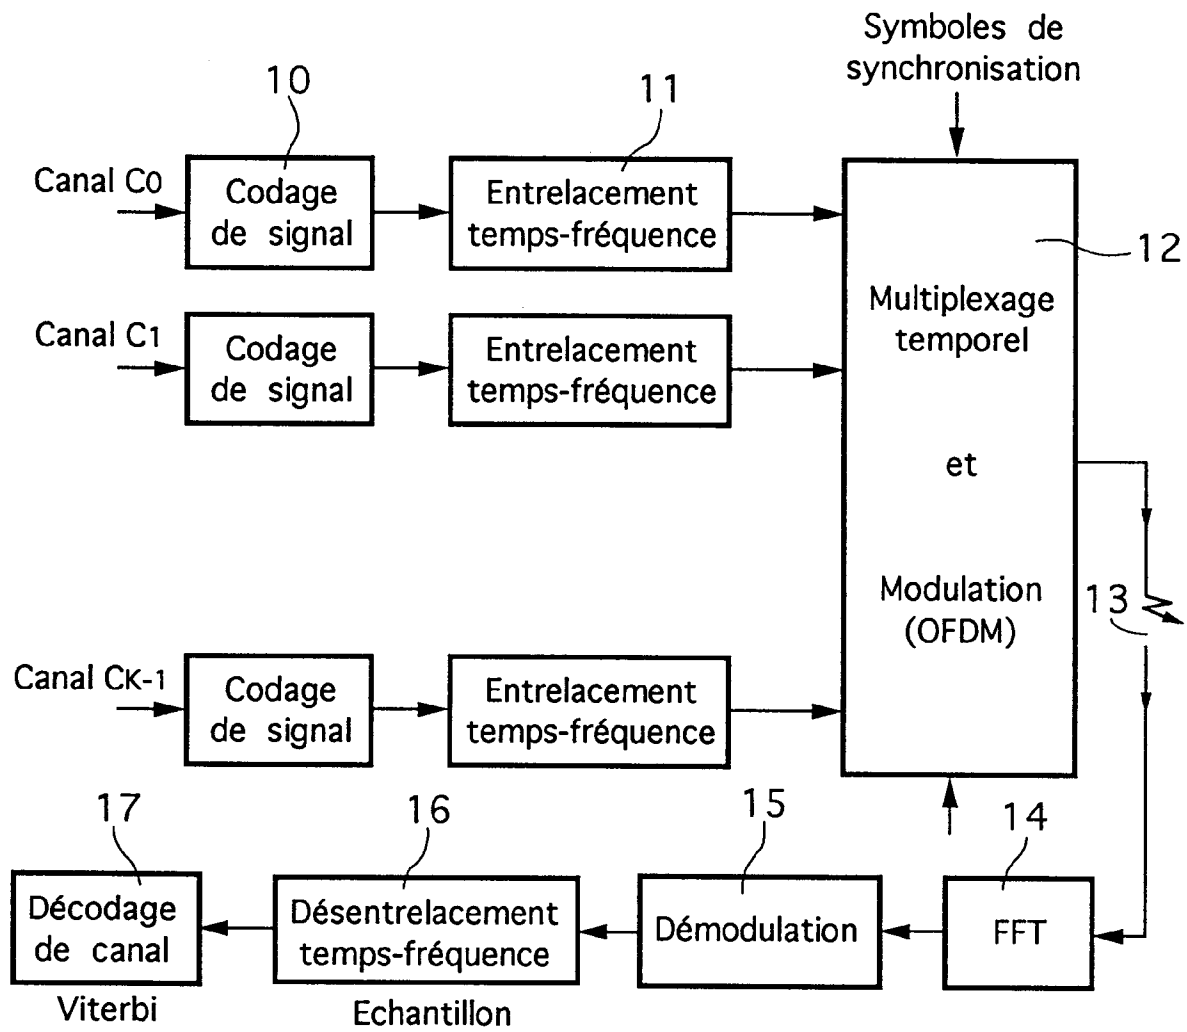 Symboles de
synchronisation
10
11
Canal C0
Codage
de signal
Entrelacement
temps-fréquence
12
Multiplexage
temporel
Canal C1
Codage
de signal
Entrelacement
temps-fréquence
et
Modulation
(OFDM)
13
Canal CK-1
Codage
de signal
Entrelacement
temps-fréquence
17
16
15
14
Décodage
de canal
Désentrelacement
temps-fréquence
Démodulation
FFT
Viterbi
Echantillon